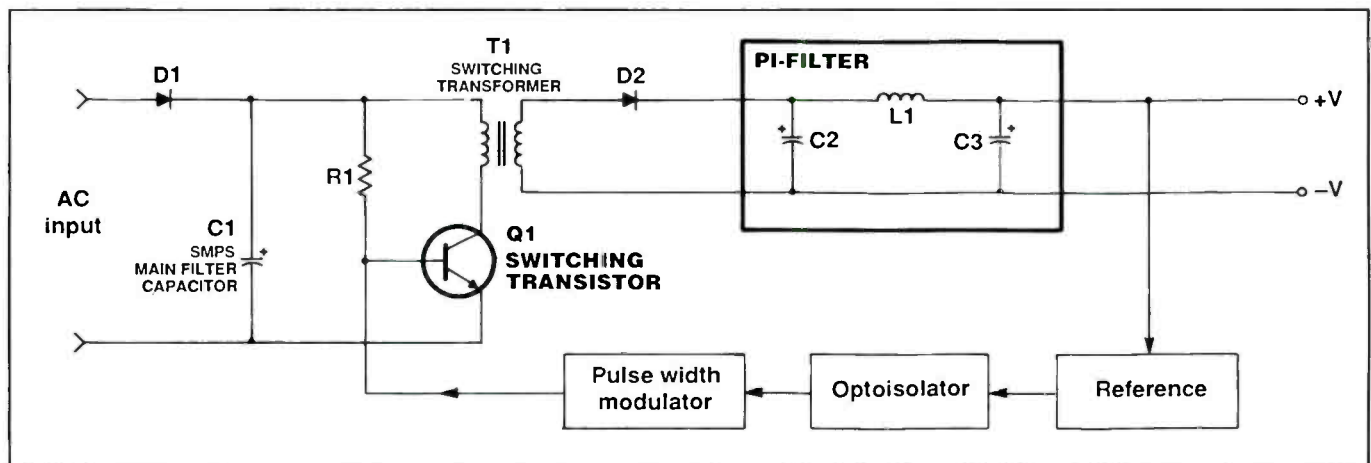 T1
SWITCHING
TRANSFORMER
D1
D2
PI-FILTER
+V
L1
C2
C3
R1
–V
AC
input
C1
SMPS
MAIN FILTER
CAPACITOR
+
+
+
Q1
SWITCHING
TRANSISTOR
Pulse width
modulator
Optoisolator
Reference